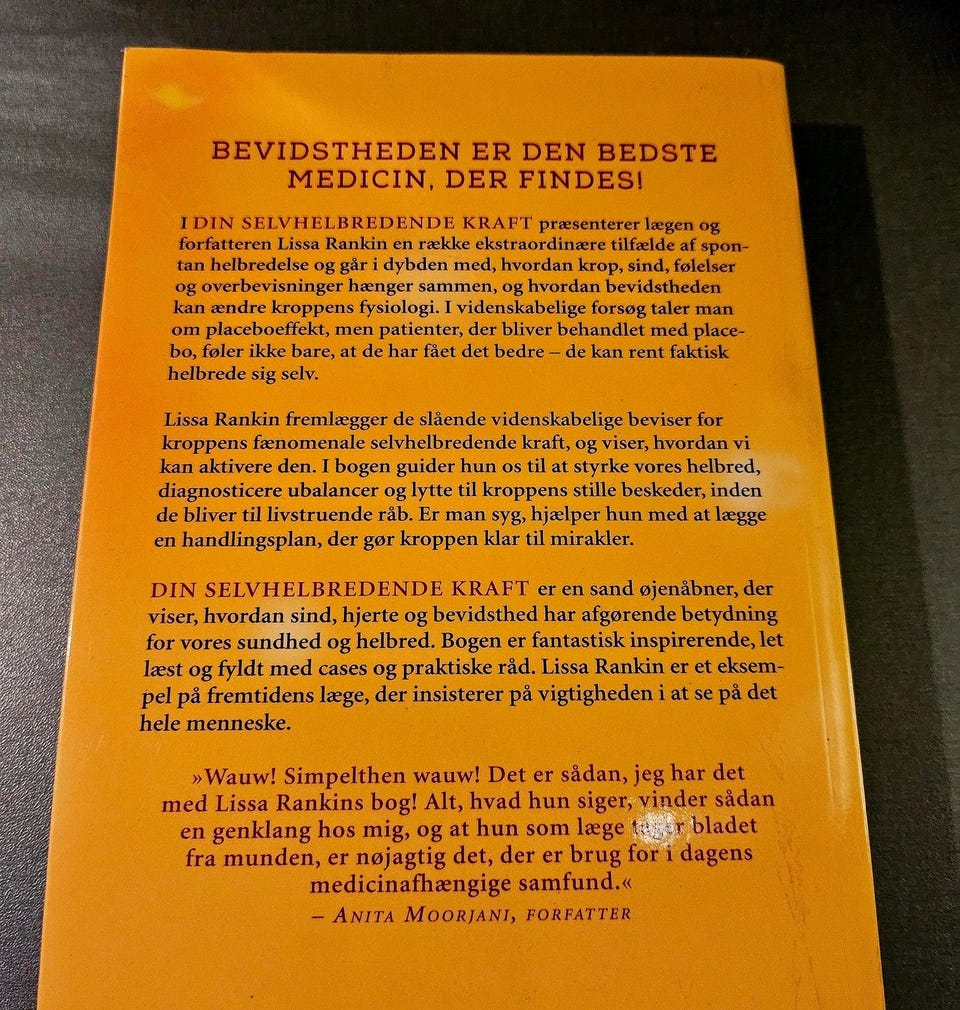 BEVIDSTHEDEN ER DEN BEDSTE
MEDICIN, DER FINDES!
I DIN SELVHELBREDENDE KRAFT præsenterer lægen og
forfatteren Lissa Rankin en række ekstraordinære tilfælde af spon-
tan helbredelse og går i dybden med, hvordan krop, sind, følelser
og overbevisninger hænger sammen, og hvordan bevidstheden
kan ændre kroppens fysiologi. I videnskabelige forsøg taler man
om placeboeffekt, men patienter, der bliver behandlet med place-
bo, føler ikke bare, at de har fået det bedre – de kan rent faktisk
helbrede sig selv.
Lissa Rankin fremlægger de slående videnskabelige beviser for
kroppens fænomenale selvhelbredende kraft, og viser, hvordan vi
kan aktivere den. I bogen guider hun os til at styrke vores helbred,
diagnosticere ubalancer og lytte til kroppens stille beskeder, inden
de bliver til livstruende råb. Er man syg, hjælper hun med at lægge
en handlingsplan, der gør kroppen klar til mirakler.
DIN SELVHELBREDENDE KRAFT er en sand øjenåbner, der
viser, hvordan sind, hjerte og bevidsthed har afgørende betydning
for vores sundhed og helbred. Bogen er fantastisk inspirerende, let
læst og fyldt med cases og praktiske råd. Lissa Rankin er et eksem-
pel på fremtidens læge, der insisterer på vigtigheden i at se på det
hele menneske.
»Wauw! Simpelthen wauw! Det er sådan, jeg har det
med Lissa Rankins bog! Alt, hvad hun siger, vinder sådan
en genklang hos mig, og at hun som læge tager bladet
fra munden, er nøjagtig det, der er brug for i dagens
medicinafhængige samfund.«
– ANITA MOORJANI, FORFATTER